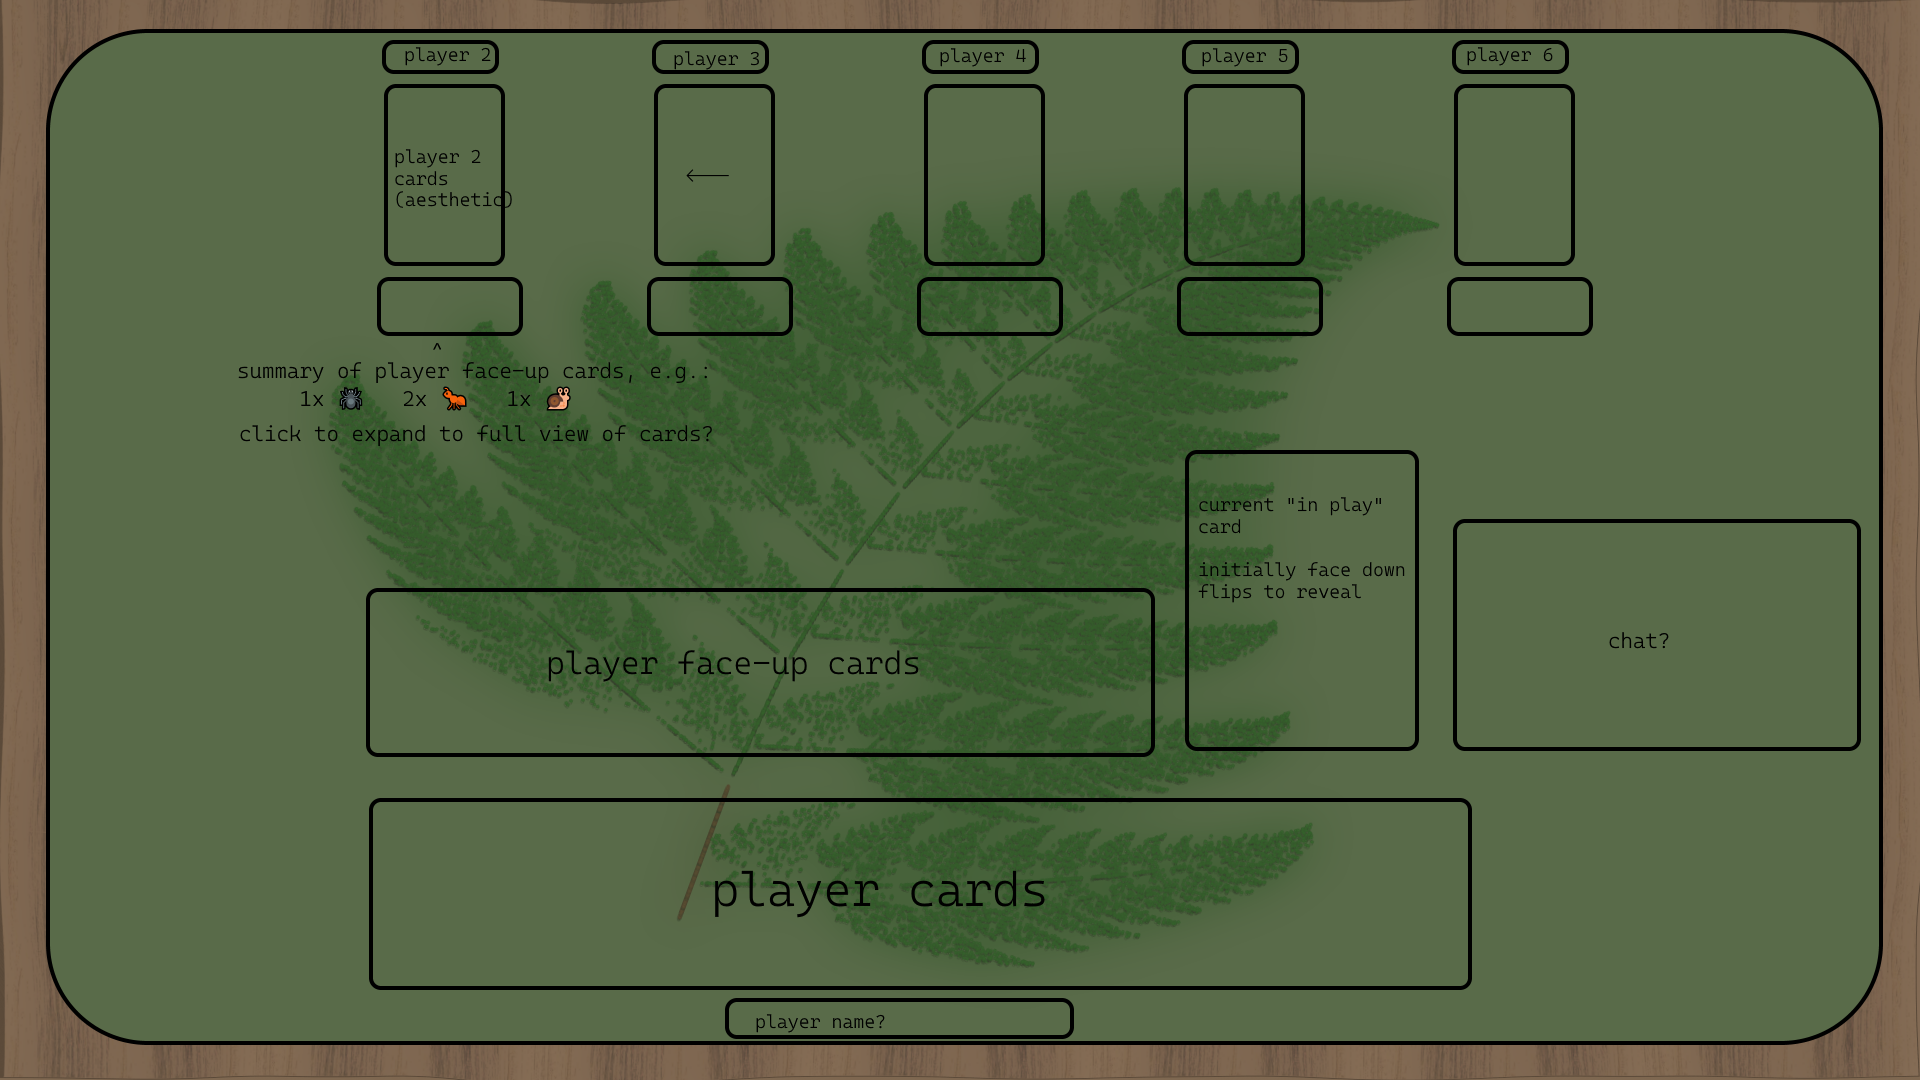 player 2
player 3
player 4
player 5
player 6
player 2
cards
(aesthetic)
^
summary of player face-up cards, e.g.:
1x 🕷 2x 🐜 1x 🐌
click to expand to full view of cards?
current "in play"
card
initially face down
flips to reveal
chat?
player face-up cards
player cards
player name?